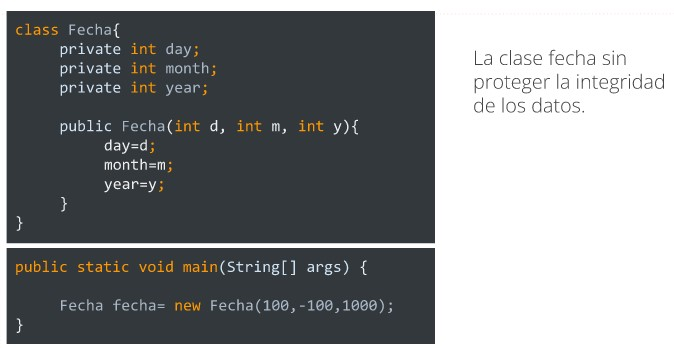 class Fecha{
private int day;
private int month;
private int year;
public Fecha(int d, int m, int y){
day=d;
month=m;
year=y;
}
}
public static void main(String[] args) {
Fecha fecha= new Fecha(100,-100,1000);
}
La clase fecha sin
proteger la integridad
de los datos.